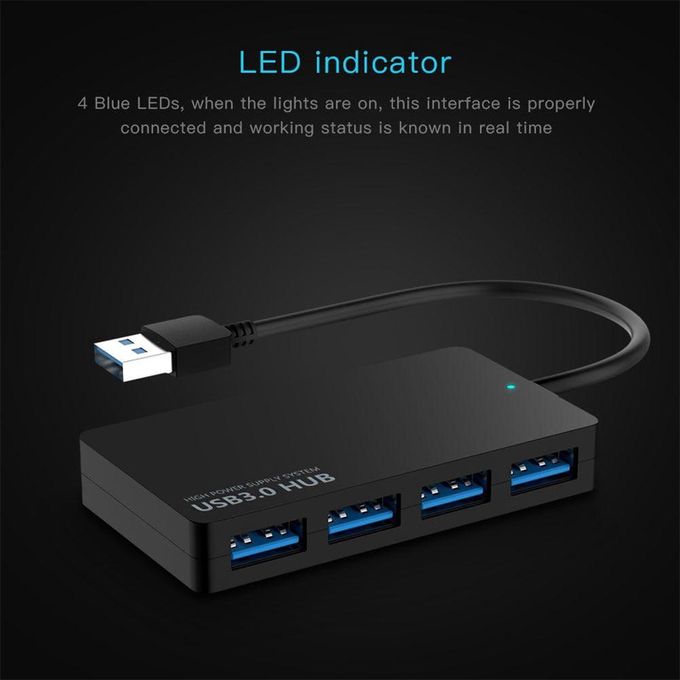 LED indicator
4 Blue LEDs, when the lights are on, this interface is properly
connected and working status is known in real time
HIGH POWER SUPPLY SYSTEM
USB3.0 HUB